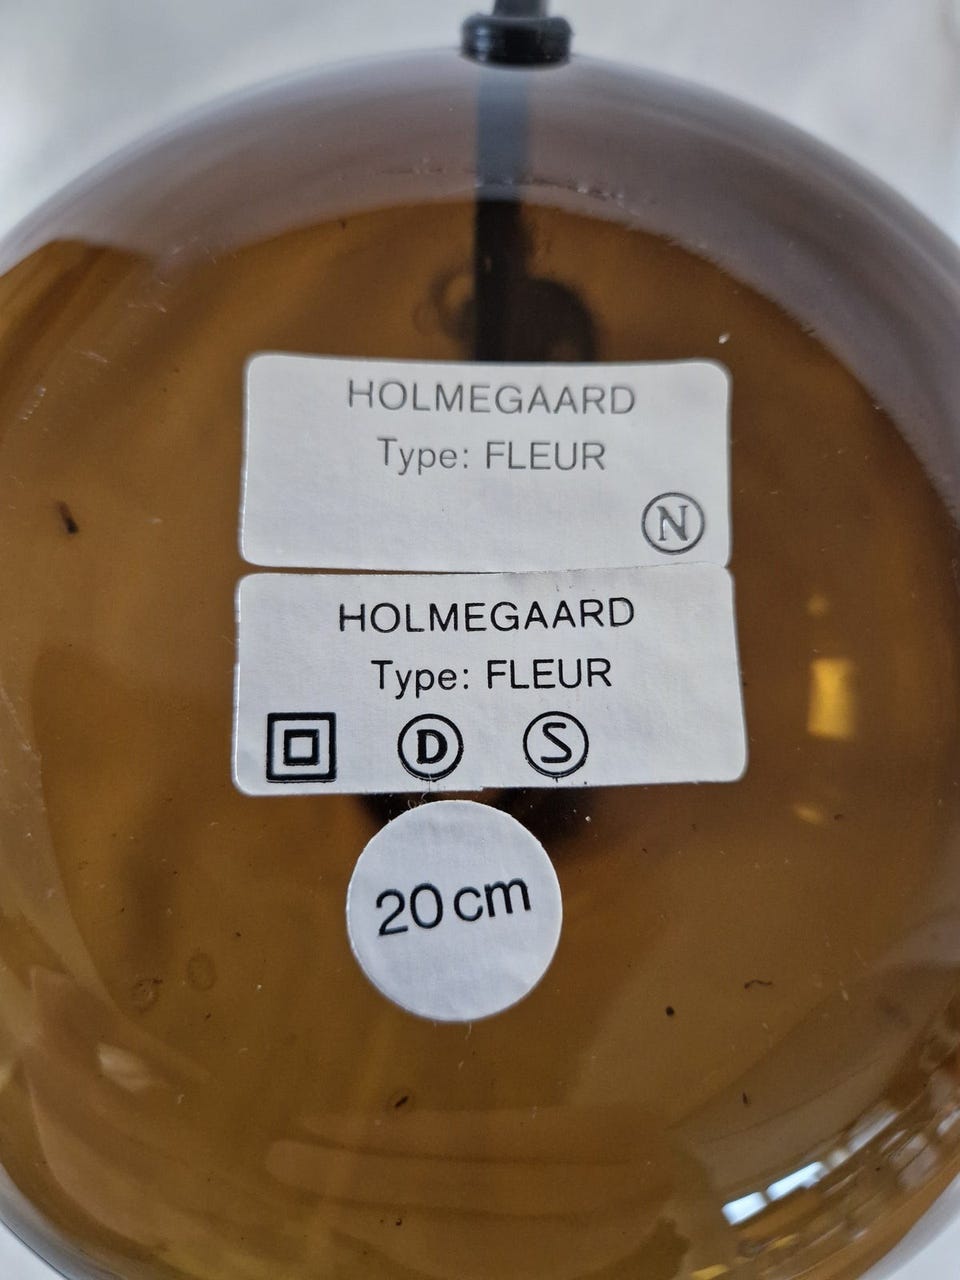 HOLMEGAARD
Type: FLEUR
N
HOLMEGAARD
Type: FLEUR
D S
20 cm